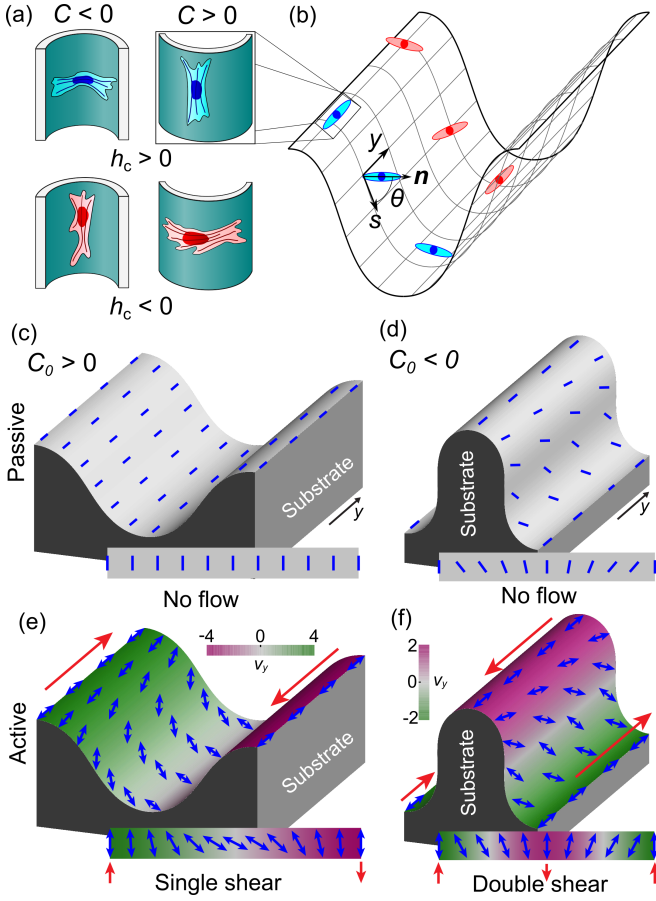 (a) C < 0 C > 0
h_c > 0
h_c < 0
(b)
y
n
θ
s
(c)
C_0 > 0
Passive
Substrate
y
No flow
(d)
C_0 < 0
Substrate
y
No flow
(e)
-4 0 4
v_y
Active
Substrate
Single shear
(f)
2
0
-2
v_y
Substrate
Double shear